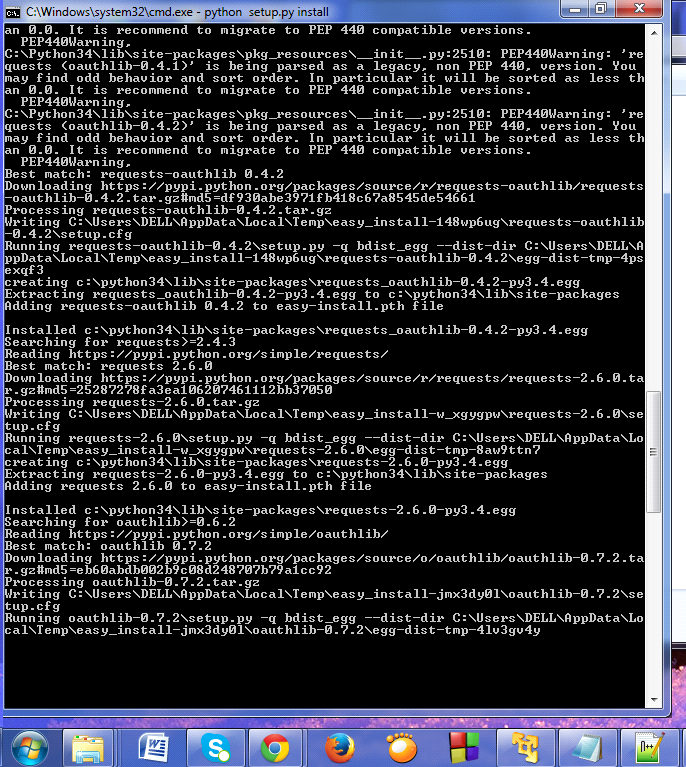 C:\Windows\system32\cmd.exe - python  setup.py install
an 0.0. It is recommend to migrate to PEP 440 compatible versions.
  PEP440Warning,
C:\Python34\lib\site-packages\pkg_resources\__init__.py:2510: PEP440Warning: 're
quests (oauthlib-0.4.1)' is being parsed as a legacy, non PEP 440, version. You
may find odd behavior and sort order. In particular it will be sorted as less th
an 0.0. It is recommend to migrate to PEP 440 compatible versions.
  PEP440Warning,
C:\Python34\lib\site-packages\pkg_resources\__init__.py:2510: PEP440Warning: 're
quests (oauthlib-0.4.2)' is being parsed as a legacy, non PEP 440, version. You
may find odd behavior and sort order. In particular it will be sorted as less th
an 0.0. It is recommend to migrate to PEP 440 compatible versions.
  PEP440Warning,
Best match: requests-oauthlib 0.4.2
Downloading https://pypi.python.org/packages/source/r/requests-oauthlib/requests
-oauthlib-0.4.2.tar.gz#md5=df930abe3971fb418c67a8545de54661
Processing requests-oauthlib-0.4.2.tar.gz
Writing C:\Users\DELL\AppData\Local\Temp\easy_install-148wp6ug\requests-oauthlib
-0.4.2\setup.cfg
Running requests-oauthlib-0.4.2\setup.py -q bdist_egg --dist-dir C:\Users\DELL\A
ppData\Local\Temp\easy_install-148wp6ug\requests-oauthlib-0.4.2\egg-dist-tmp-4ps
exqf3
creating c:\python34\lib\site-packages\requests_oauthlib-0.4.2-py3.4.egg
Extracting requests_oauthlib-0.4.2-py3.4.egg to c:\python34\lib\site-packages
Adding requests-oauthlib 0.4.2 to easy-install.pth file
Installed c:\python34\lib\site-packages\requests_oauthlib-0.4.2-py3.4.egg
Searching for requests>=2.4.3
Reading https://pypi.python.org/simple/requests/
Best match: requests 2.6.0
Downloading https://pypi.python.org/packages/source/r/requests/requests-2.6.0.ta
r.gz#md5=25287278fa3ea106207461112bb37050
Processing requests-2.6.0.tar.gz
Writing C:\Users\DELL\AppData\Local\Temp\easy_install-w_xgygpw\requests-2.6.0\se
tup.cfg
Running requests-2.6.0\setup.py -q bdist_egg --dist-dir C:\Users\DELL\AppData\Lo
cal\Temp\easy_install-w_xgygpw\requests-2.6.0\egg-dist-tmp-8aw9ttn7
creating c:\python34\lib\site-packages\requests-2.6.0-py3.4.egg
Extracting requests-2.6.0-py3.4.egg to c:\python34\lib\site-packages
Adding requests 2.6.0 to easy-install.pth file
Installed c:\python34\lib\site-packages\requests-2.6.0-py3.4.egg
Searching for oauthlib>=0.6.2
Reading https://pypi.python.org/simple/oauthlib/
Best match: oauthlib 0.7.2
Downloading https://pypi.python.org/packages/source/o/oauthlib/oauthlib-0.7.2.ta
r.gz#md5=eb60abdb002b9c08d248707b79a1cc92
Processing oauthlib-0.7.2.tar.gz
Writing C:\Users\DELL\AppData\Local\Temp\easy_install-jmx3dy0l\oauthlib-0.7.2\se
tup.cfg
Running oauthlib-0.7.2\setup.py -q bdist_egg --dist-dir C:\Users\DELL\AppData\Lo
cal\Temp\easy_install-jmx3dy0l\oauthlib-0.7.2\egg-dist-tmp-4lv3gv4y